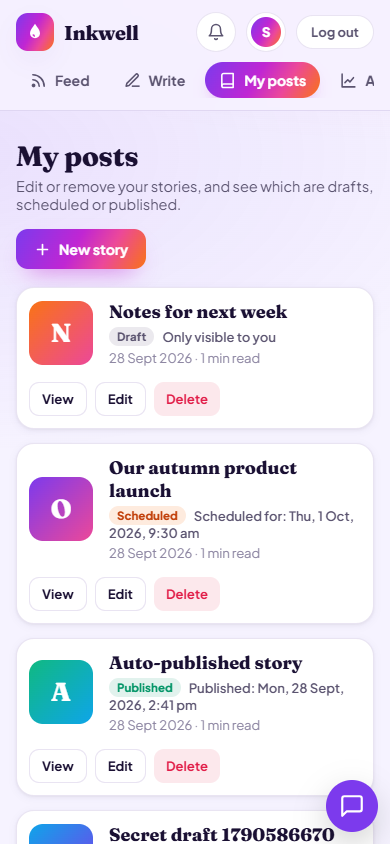 Inkwell
S
Log out
Feed
Write
My posts
A
My posts
Edit or remove your stories, and see which are drafts,
scheduled or published.
New story
N
Notes for next week
Draft Only visible to you
28 Sept 2026 · 1 min read
View Edit Delete
O
Our autumn product
launch
Scheduled Scheduled for: Thu, 1 Oct,
2026, 9:30 am
28 Sept 2026 · 1 min read
View Edit Delete
A
Auto-published story
Published Published: Mon, 28 Sept,
2026, 2:41 pm
28 Sept 2026 · 1 min read
View Edit Delete
Secret draft 1790586670